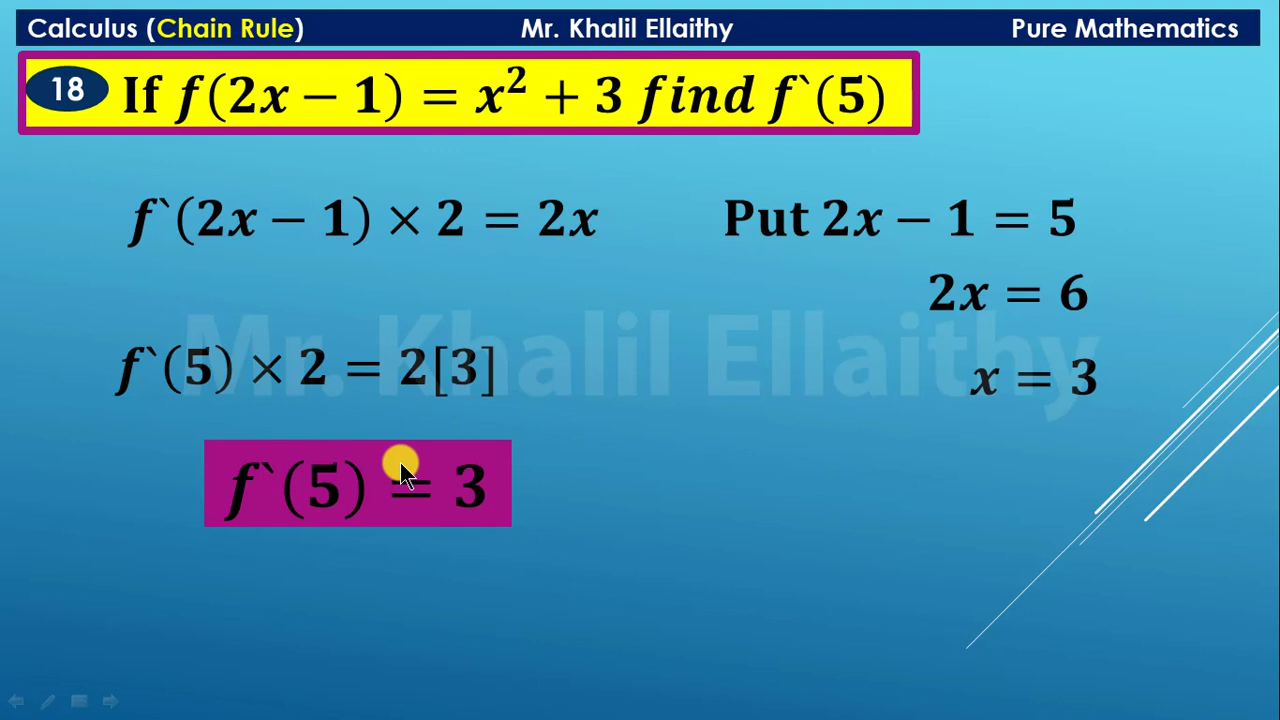 Calculus (Chain Rule) Mr. Khalil Ellaithy Pure Mathematics
18 If f(2x − 1) = x² + 3 find f`(5)
f`(2x − 1) × 2 = 2x
Put 2x − 1 = 5
2x = 6
x = 3
f`(5) × 2 = 2[3]
f`(5) = 3
Mr. Khalil Ellaithy